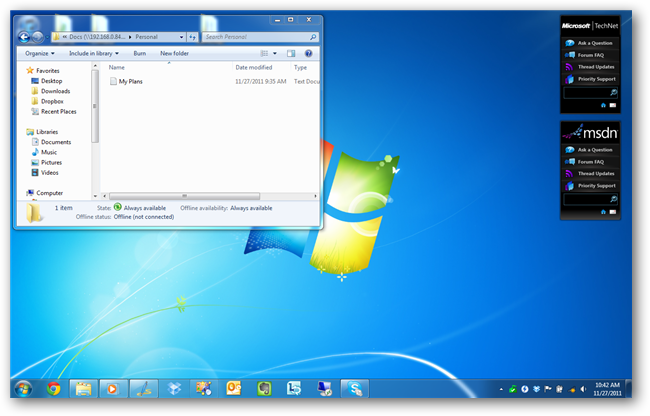 « Docs (\\192.168.0.84... ▸ Personal
Search Personal
Organize Include in library Burn New folder
Name Date modified Type
My Plans 11/27/2011 9:35 AM Text Docu
Favorites
Desktop
Downloads
Dropbox
Recent Places
Libraries
Documents
Music
Pictures
Videos
Computer
1 item State: Always available Offline availability: Always available
Offline status: Offline (not connected)
Microsoft | TechNet
Ask a Question
Forum FAQ
Thread Updates
Priority Support
msdn
Ask a Question
Forum FAQ
Thread Updates
Priority Support
10:42 AM
11/27/2011